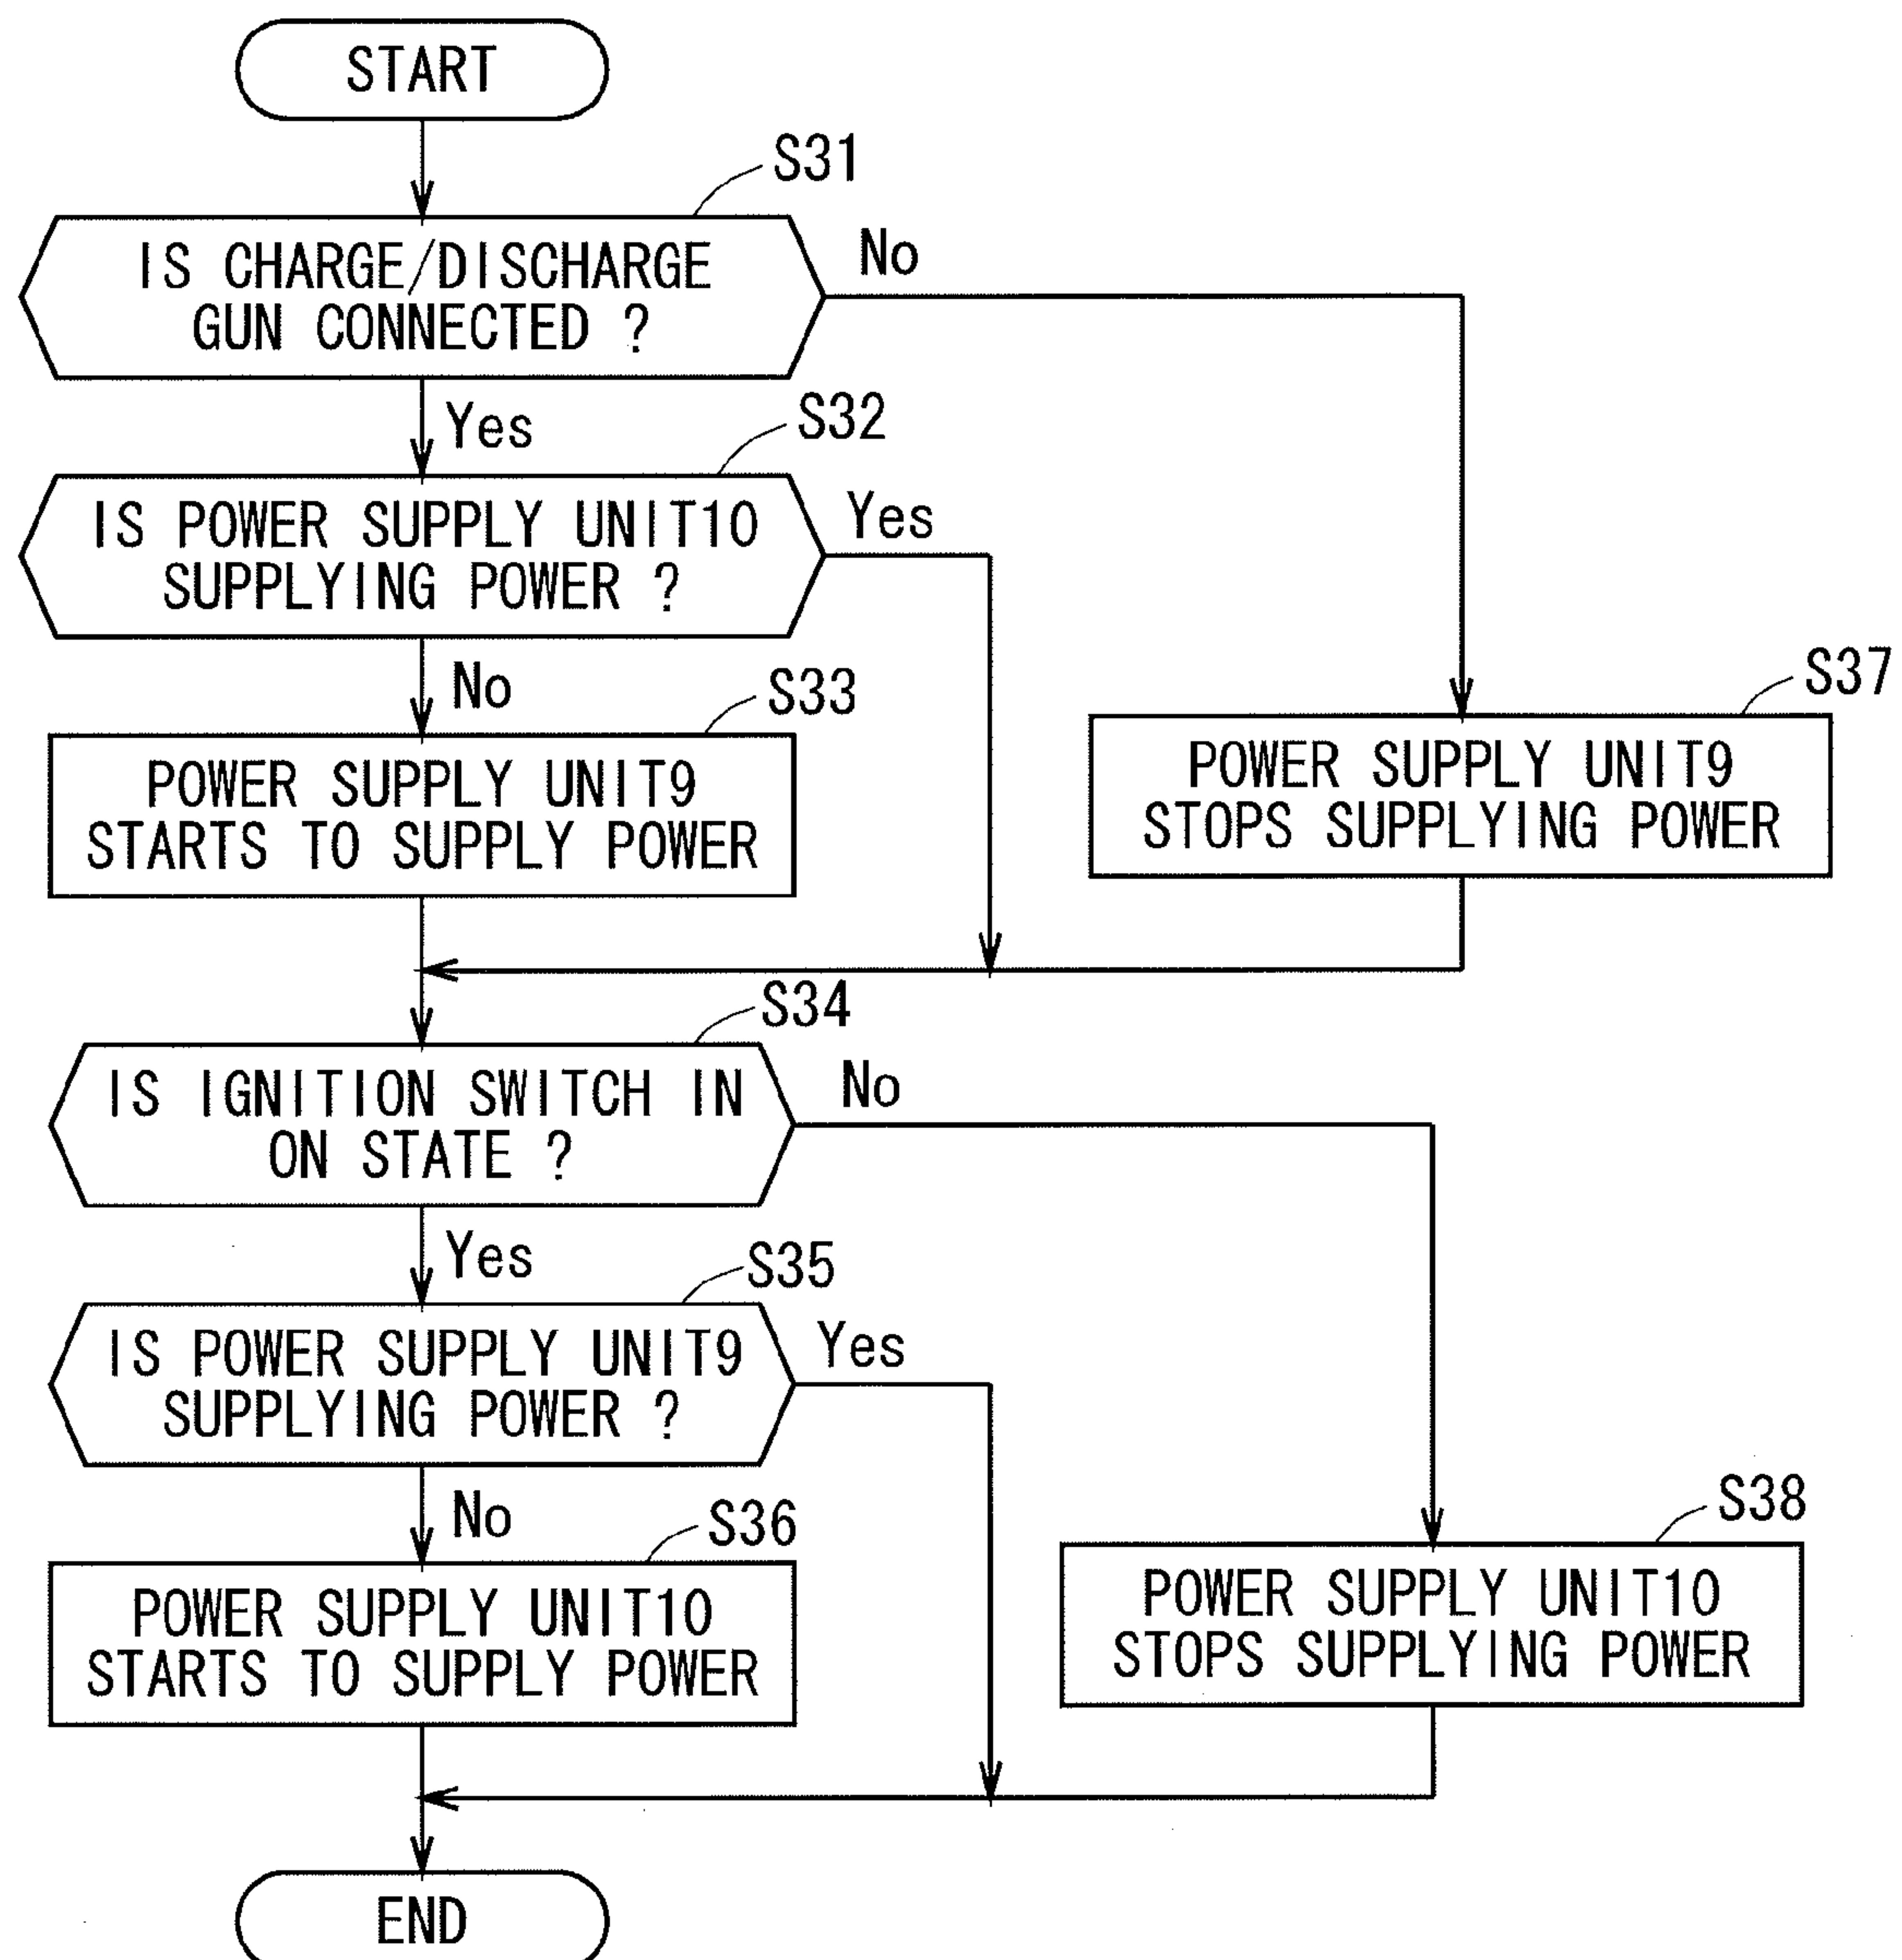 START
S31
IS CHARGE/DISCHARGE
GUN CONNECTED ?
No
Yes
S32
IS POWER SUPPLY UNIT10
SUPPLYING POWER ?
Yes
No
S33
POWER SUPPLY UNIT9
STARTS TO SUPPLY POWER
S37
POWER SUPPLY UNIT9
STOPS SUPPLYING POWER
S34
IS IGNITION SWITCH IN
ON STATE ?
No
Yes
S35
IS POWER SUPPLY UNIT9
SUPPLYING POWER ?
Yes
No
S36
POWER SUPPLY UNIT10
STARTS TO SUPPLY POWER
S38
POWER SUPPLY UNIT10
STOPS SUPPLYING POWER
END